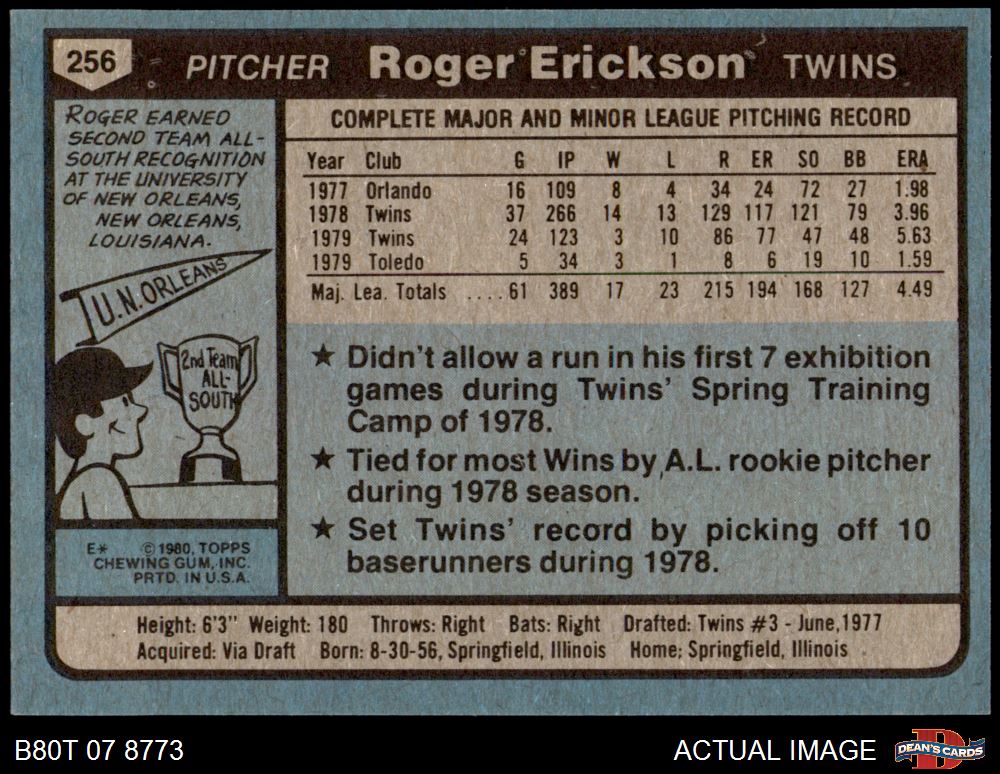 256 PITCHER Roger Erickson TWINS
ROGER EARNED
SECOND TEAM ALL-
SOUTH RECOGNITION
AT THE UNIVERSITY
OF NEW ORLEANS,
NEW ORLEANS,
LOUISIANA.
U.N. ORLEANS
2nd Team
ALL-
SOUTH
E* © 1980, TOPPS
CHEWING GUM, INC.
PRTD. IN U.S.A.
COMPLETE MAJOR AND MINOR LEAGUE PITCHING RECORD
Year Club G IP W L R ER SO BB ERA
1977 Orlando 16 109 8 4 34 24 72 27 1.98
1978 Twins 37 266 14 13 129 117 121 79 3.96
1979 Twins 24 123 3 10 86 77 47 48 5.63
1979 Toledo 5 34 3 1 8 6 19 10 1.59
Maj. Lea. Totals ....61 389 17 23 215 194 168 127 4.49
★ Didn't allow a run in his first 7 exhibition
games during Twins' Spring Training
Camp of 1978.
★ Tied for most Wins by A.L. rookie pitcher
during 1978 season.
★ Set Twins' record by picking off 10
baserunners during 1978.
Height: 6'3" Weight: 180 Throws: Right Bats: Right Drafted: Twins #3 - June, 1977
Acquired: Via Draft Born: 8-30-56, Springfield, Illinois Home: Springfield, Illinois
B80T 07 8773
ACTUAL IMAGE
DEAN'S CARDS